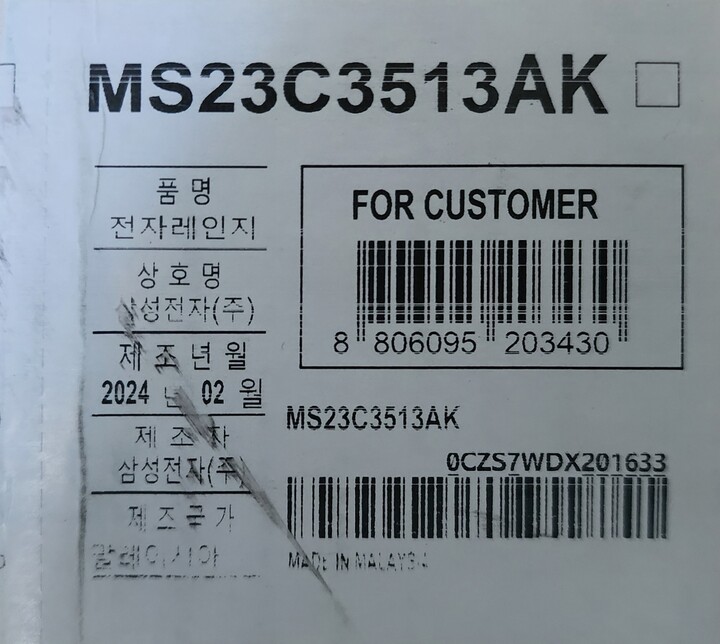 MS23C3513AK
품 명
전자레인지
상 호 명
삼성전자(주)
제 조 년 월
2024 년 02 월
제 조 자
삼성전자(주)
제 조 국 가
말레이시아
FOR CUSTOMER
8 806095 203430
MS23C3513AK
0CZS7WDX201633
MADE IN MALAYSIA